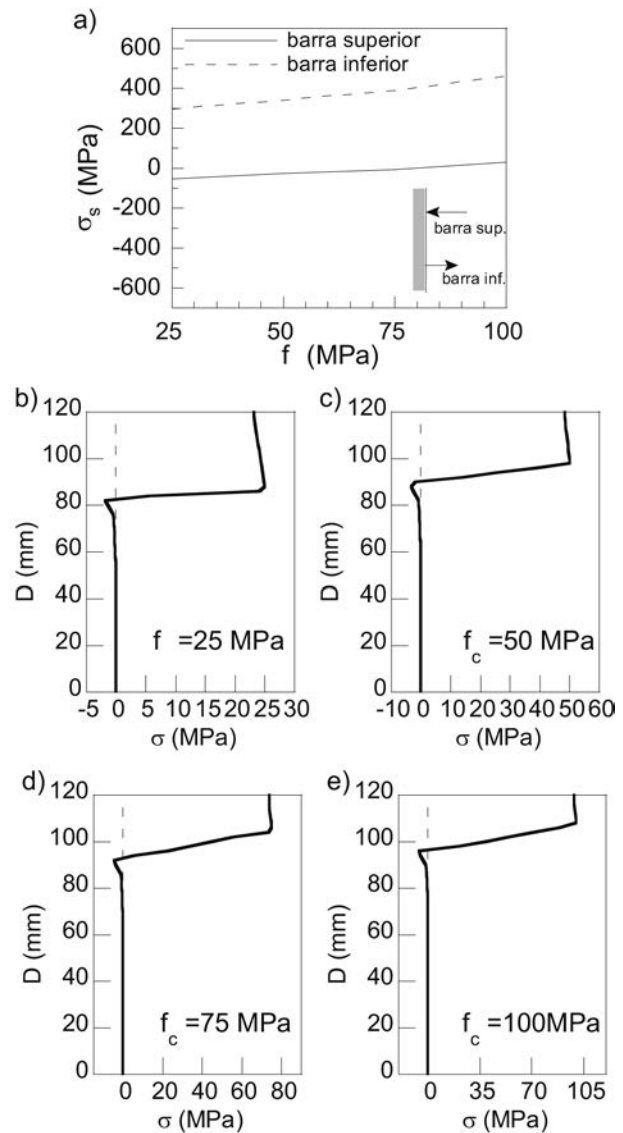 a)
600
400
200
0
-200
-400
-600
σs (MPa)
barra superior
barra inferior
barra sup.
barra inf.
25 50 75 100
f (MPa)
b)
120
100
80
60
40
20
0
D (mm)
f =25 MPa
-5 0 5 10 15 20 25 30
σ (MPa)
c)
120
100
80
60
40
20
0
D (mm)
fc =50 MPa
-10 0 10 20 30 40 50 60
σ (MPa)
d)
120
100
80
60
40
20
0
D (mm)
fc =75 MPa
0 20 40 60 80
σ (MPa)
e)
120
100
80
60
40
20
0
D (mm)
fc =100MPa
0 35 70 105
σ (MPa)